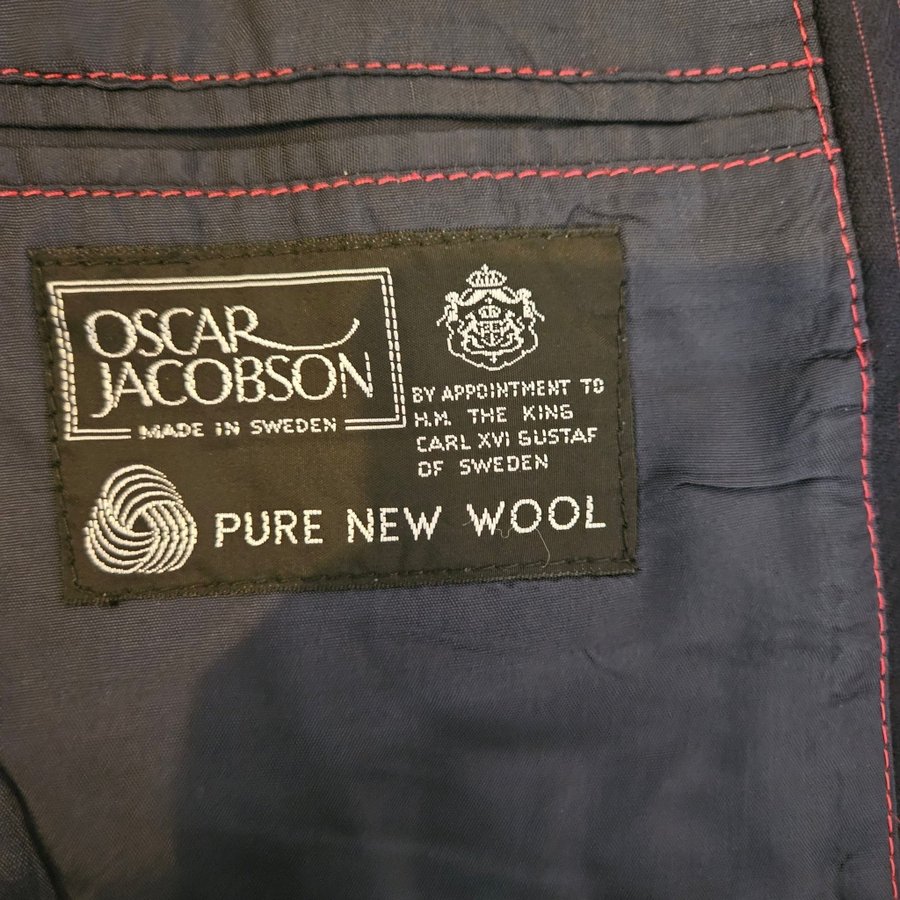 OSCAR
JACOBSON
MADE IN SWEDEN
BY APPOINTMENT TO
H.M. THE KING
CARL XVI GUSTAF
OF SWEDEN
PURE NEW WOOL